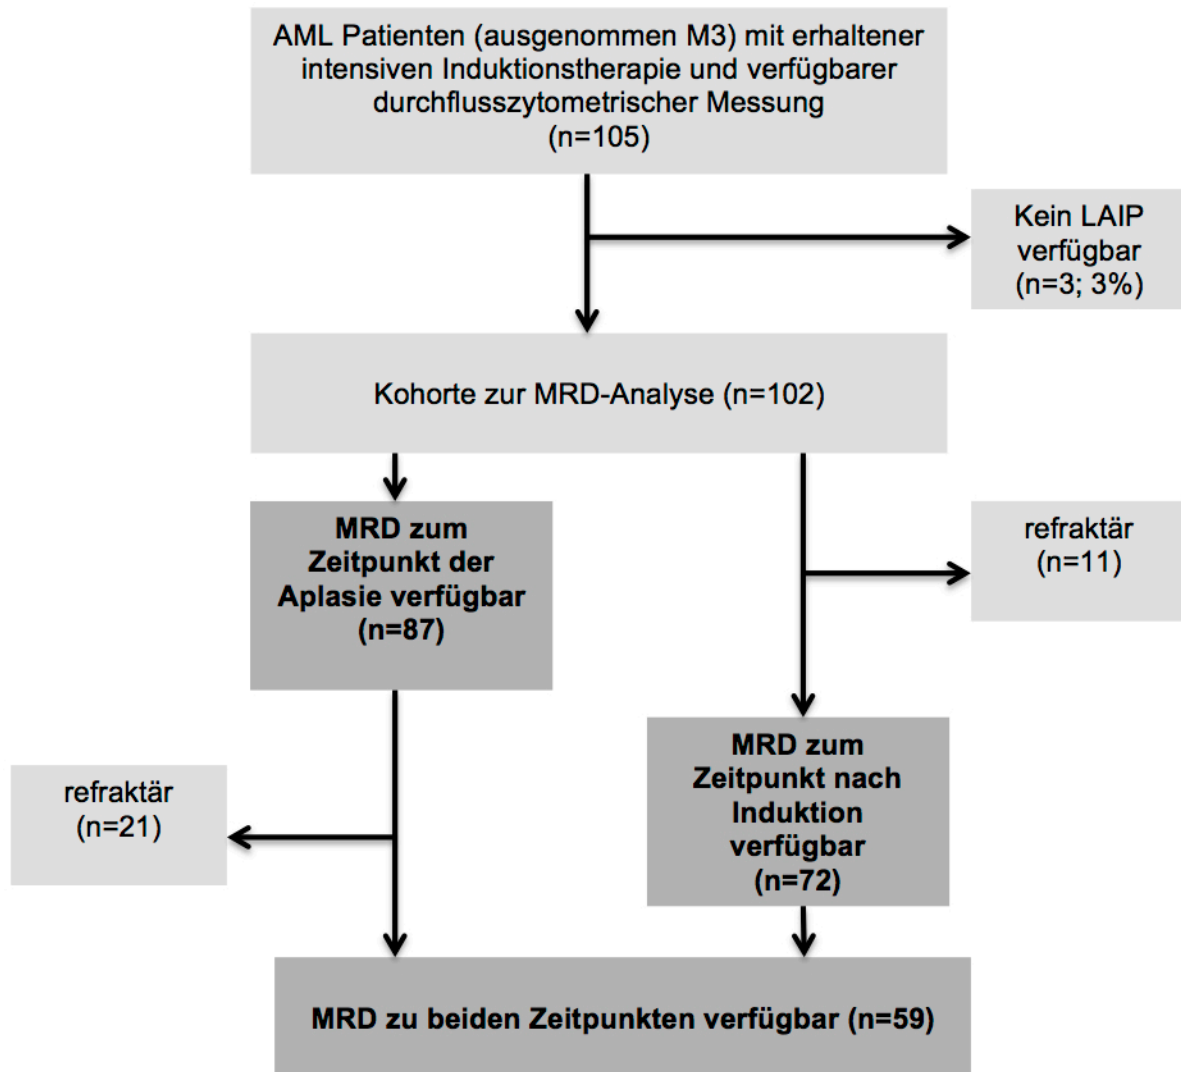 AML Patienten (ausgenommen M3) mit erhaltener
intensiven Induktionstherapie und verfügbarer
durchflusszytometrischer Messung
(n=105)
Kein LAIP
verfügbar
(n=3; 3%)
Kohorte zur MRD-Analyse (n=102)
MRD zum
Zeitpunkt der
Aplasie verfügbar
(n=87)
refraktär
(n=11)
MRD zum
Zeitpunkt nach
Induktion
verfügbar
(n=72)
refraktär
(n=21)
MRD zu beiden Zeitpunkten verfügbar (n=59)